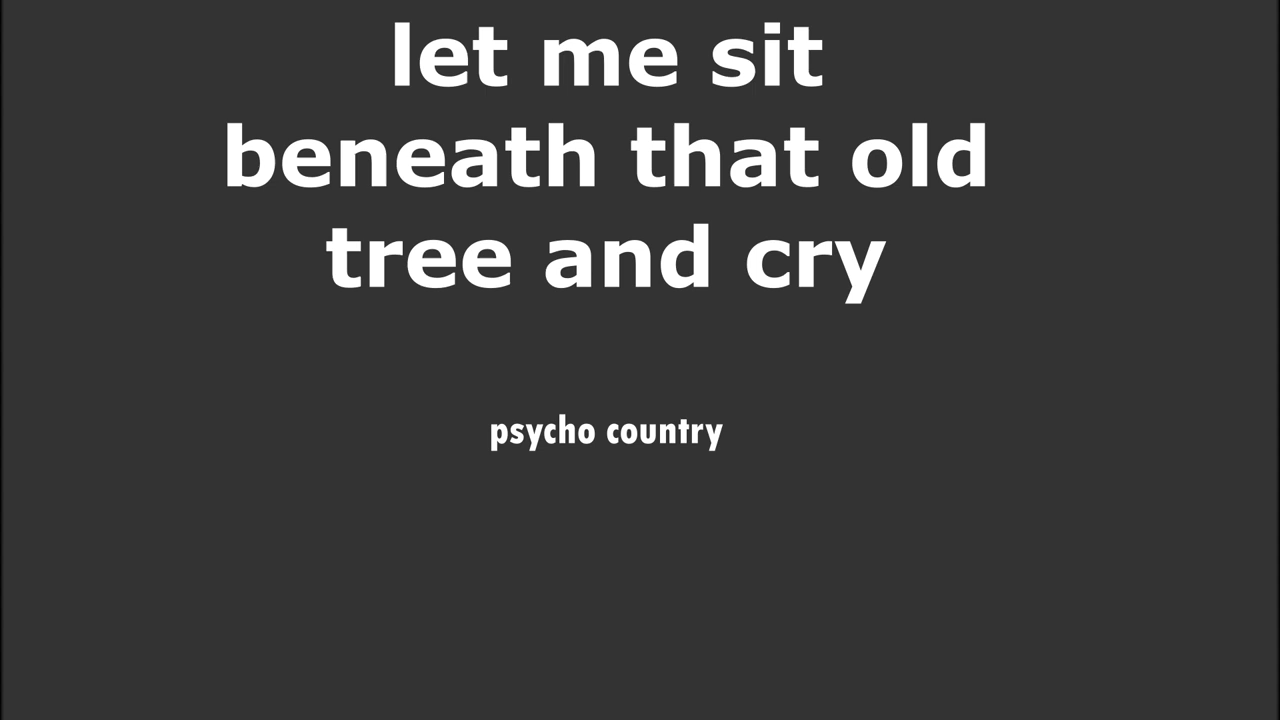 let me sit
beneath that old
tree and cry
psycho country